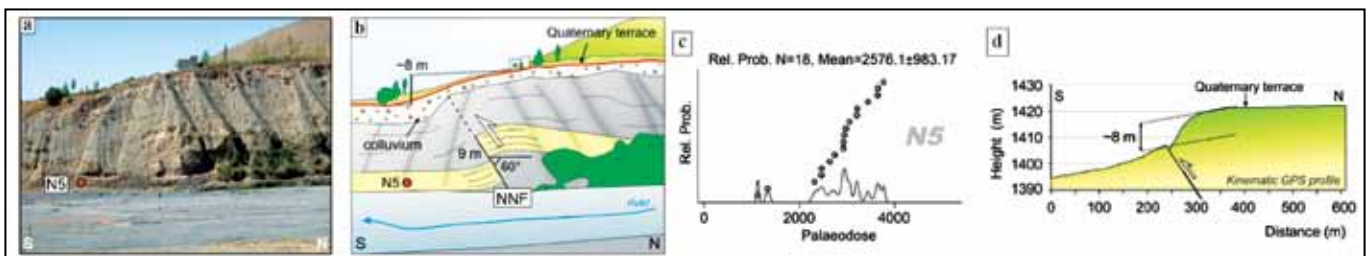 a
N5
S
N
b
Quaternary terrace
~8 m
colluvium
9 m
60°
N5
NNF
river
S
N
c
Rel. Prob. N=18, Mean=2576.1±983.17
Rel. Prob.
N5
0
2000
4000
Palaeodose
d
S
N
Quaternary terrace
~8 m
Height (m)
1430
1420
1410
1400
1390
Kinematic GPS profile
0
100
200
300
400
500
600
Distance (m)